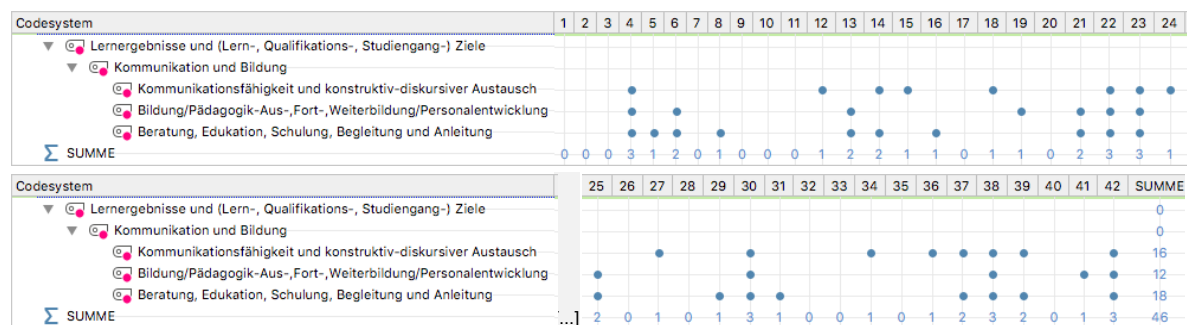 Codesystem 1 2 3 4 5 6 7 8 9 10 11 12 13 14 15 16 17 18 19 20 21 22 23 24
Lernergebnisse und (Lern-, Qualifikations-, Studiengang-) Ziele
Kommunikation und Bildung
Kommunikationsfähigkeit und konstruktiv-diskursiver Austausch
Bildung/Pädagogik-Aus-,Fort-,Weiterbildung/Personalentwicklung
Beratung, Edukation, Schulung, Begleitung und Anleitung
Σ SUMME 0 0 0 3 1 2 0 1 0 0 0 1 2 2 1 1 0 1 1 0 2 3 3 1
Codesystem 25 26 27 28 29 30 31 32 33 34 35 36 37 38 39 40 41 42 SUMME
Lernergebnisse und (Lern-, Qualifikations-, Studiengang-) Ziele 0
Kommunikation und Bildung 0
Kommunikationsfähigkeit und konstruktiv-diskursiver Austausch 16
Bildung/Pädagogik-Aus-,Fort-,Weiterbildung/Personalentwicklung 12
Beratung, Edukation, Schulung, Begleitung und Anleitung 18
Σ SUMME [...] 2 0 1 0 1 3 1 0 0 1 0 1 2 3 2 0 1 3 46